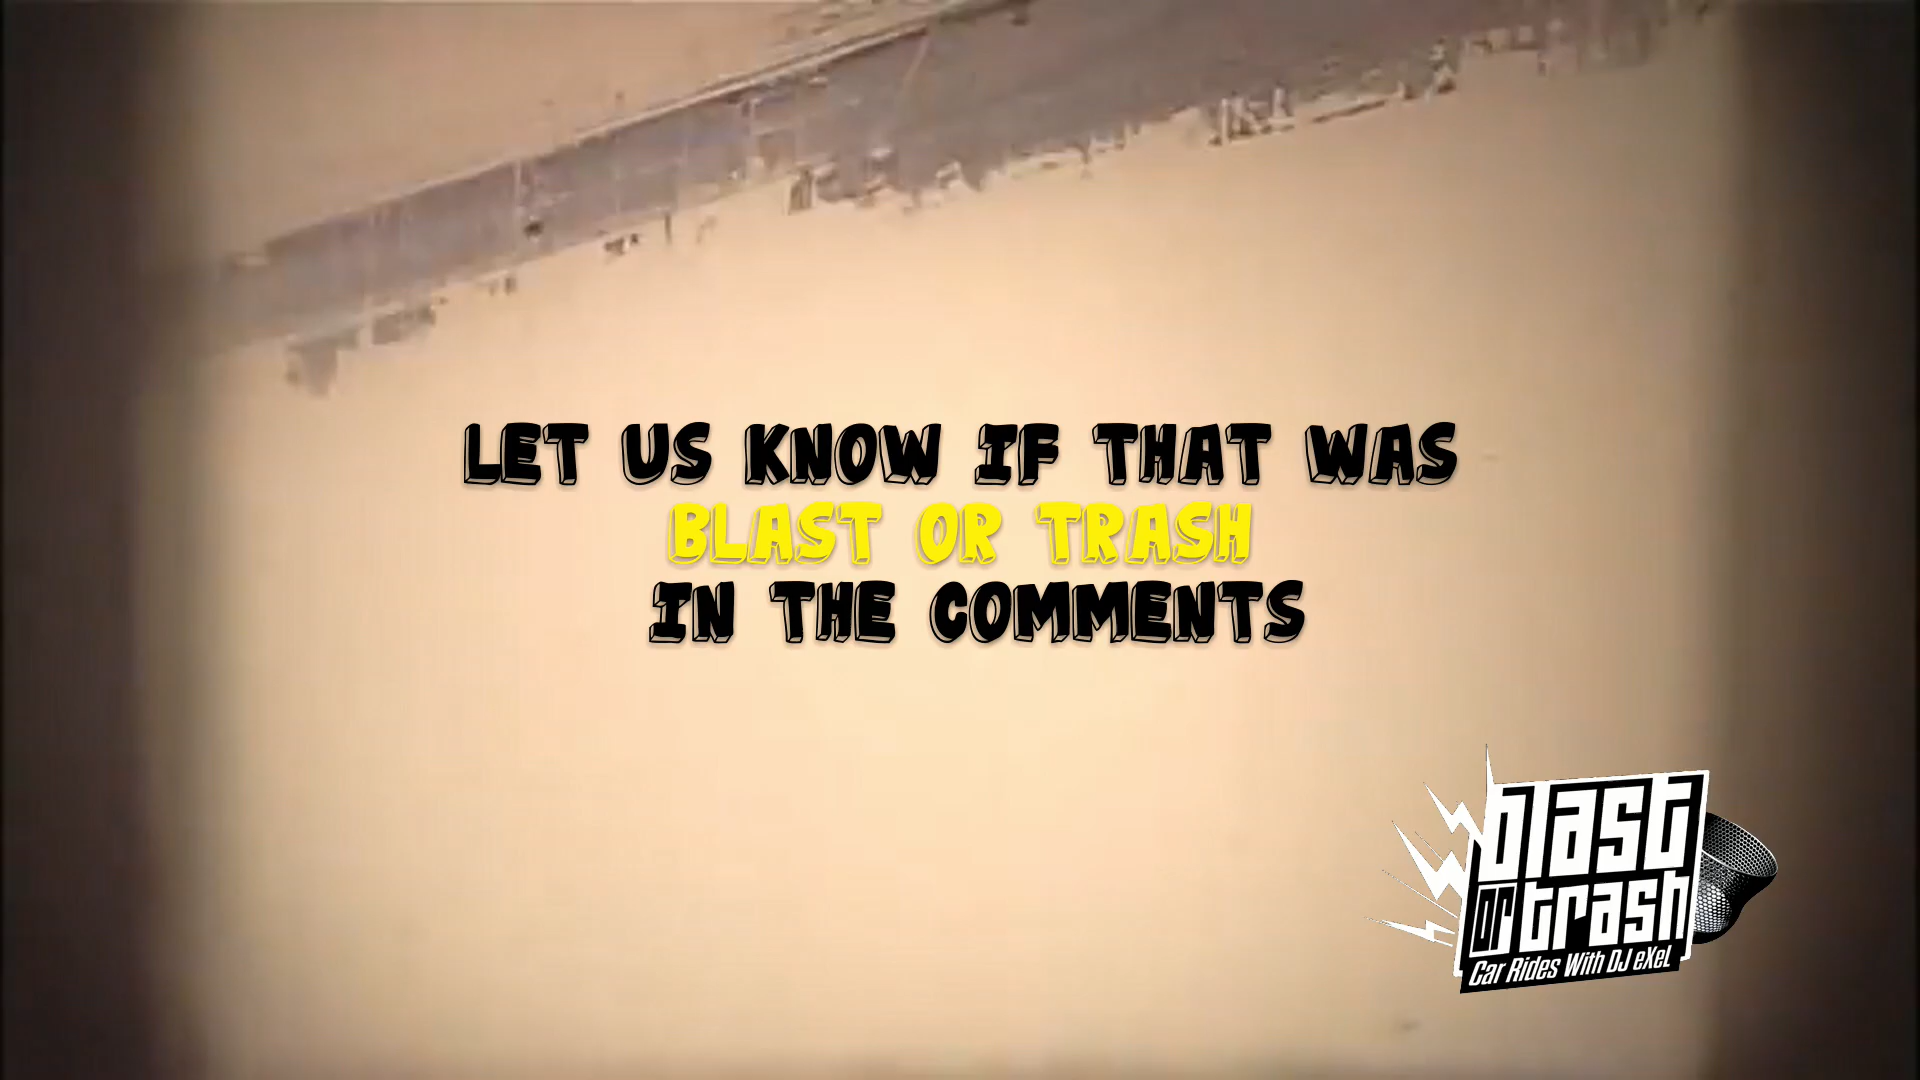 LET US KNOW IF THAT WAS
BLAST OR TRASH
IN THE COMMENTS
blast
or trash
Car Rides With DJ eXeL